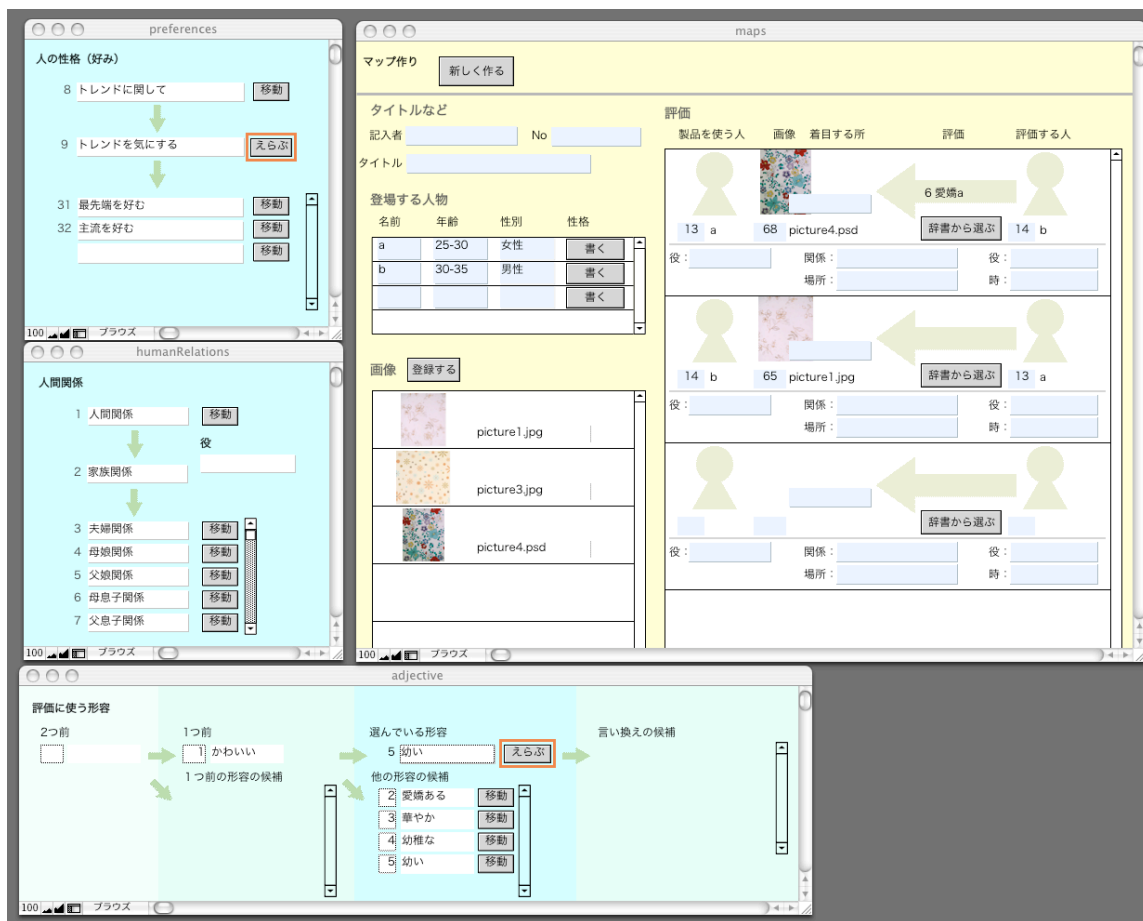 preferences
人の性格（好み）
8 トレンドに関して 移動
9 トレンドを気にする えらぶ
31 最先端を好む 移動
32 主流を好む 移動
移動
100 ブラウズ
humanRelations
人間関係
1 人間関係 移動
役
2 家族関係
3 夫婦関係 移動
4 母娘関係 移動
5 父娘関係 移動
6 母息子関係 移動
7 父息子関係 移動
100 ブラウズ
maps
マップ作り 新しく作る
タイトルなど
記入者 No
タイトル
登場する人物
名前 年齢 性別 性格
a 25-30 女性 書く
b 30-35 男性 書く
書く
画像 登録する
picture1.jpg
picture3.jpg
picture4.psd
評価
製品を使う人 画像 着目する所 評価 評価する人
6 愛嬌a
13 a 68 picture4.psd 辞書から選ぶ 14 b
役： 関係： 役：
場所： 時：
14 b 65 picture1.jpg 辞書から選ぶ 13 a
役： 関係： 役：
場所： 時：
辞書から選ぶ
役： 関係： 役：
場所： 時：
100 ブラウズ
adjective
評価に使う形容
2つ前 1つ前 選んでいる形容 言い換えの候補
1 かわいい 5 幼い えらぶ
1つ前の形容の候補 他の形容の候補
2 愛嬌ある 移動
3 華やか 移動
4 幼稚な 移動
5 幼い 移動
100 ブラウズ